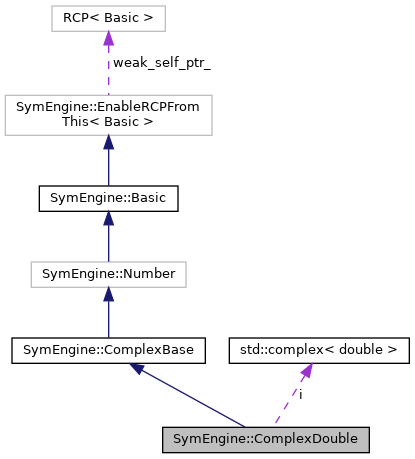 RCP< Basic >
weak_self_ptr_
SymEngine::EnableRCPFrom
This< Basic >
SymEngine::Basic
SymEngine::Number
SymEngine::ComplexBase
std::complex< double >
i
SymEngine::ComplexDouble